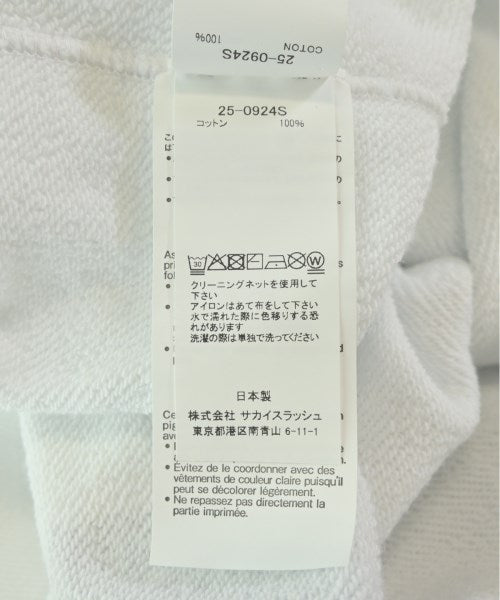 25-0924S
COTTON 100%
25-0924S
コットン 100%
30
W
クリーニングネットを使用して
下さい
アイロンはあて布をして下さい
水で濡れた際に色移りする恐
れがあります
洗濯の際は単独で洗ってください
日本製
株式会社 サカイスラッシュ
東京都港区南青山 6-11-1
• Évitez de le coordonner avec des
vêtements de couleur claire puisqu'il
peut se décolorer légèrement.
• Ne repassez pas directement la
partie imprimée.